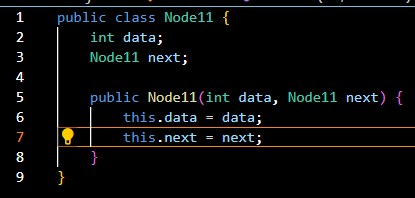 1 public class Node11 {
2     int data;
3     Node11 next;
4
5     public Node11(int data, Node11 next) {
6         this.data = data;
7         this.next = next;
8     }
9 }